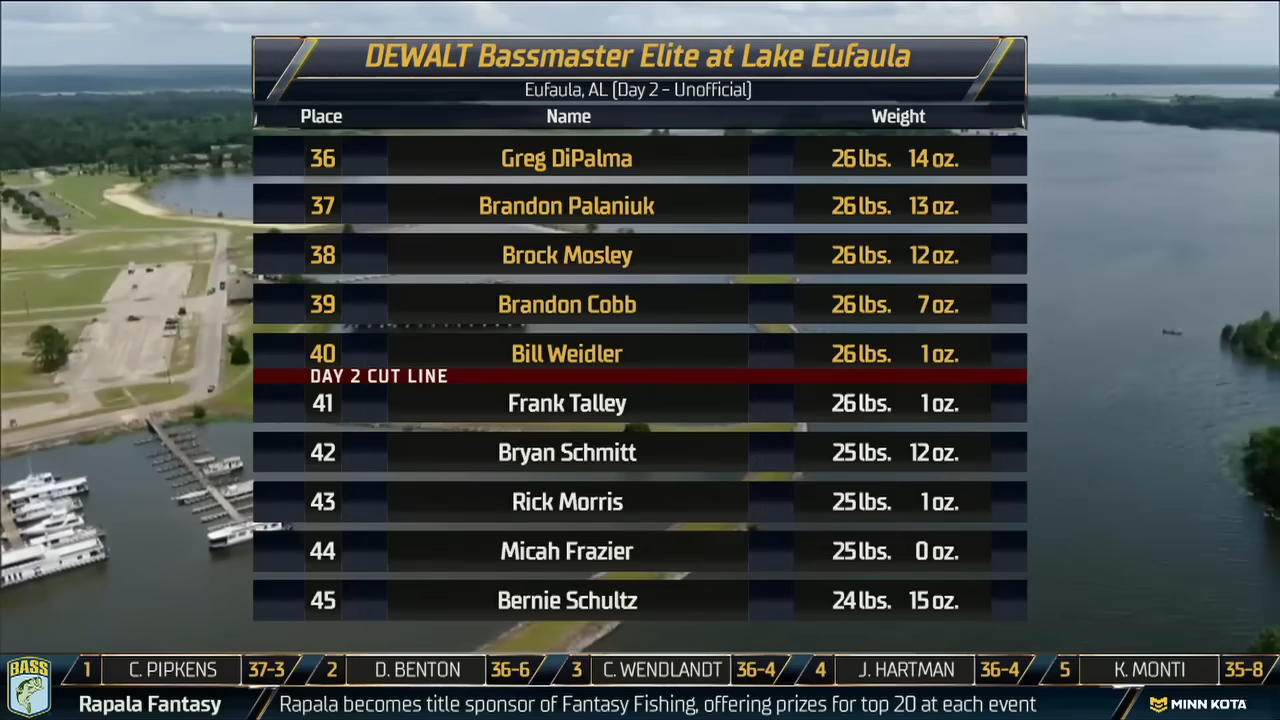 DEWALT Bassmaster Elite at Lake Eufaula
Eufaula, AL (Day 2 - Unofficial)
Place Name Weight
36 Greg DiPalma 26 lbs. 14 oz.
37 Brandon Palaniuk 26 lbs. 13 oz.
38 Brock Mosley 26 lbs. 12 oz.
39 Brandon Cobb 26 lbs. 7 oz.
40 Bill Weidler 26 lbs. 1 oz.
DAY 2 CUT LINE
41 Frank Talley 26 lbs. 1 oz.
42 Bryan Schmitt 25 lbs. 12 oz.
43 Rick Morris 25 lbs. 1 oz.
44 Micah Frazier 25 lbs. 0 oz.
45 Bernie Schultz 24 lbs. 15 oz.
BASS 1 C. PIPKENS 37-3 2 D. BENTON 36-6 3 C. WENDLANDT 36-4 4 J. HARTMAN 36-4 5 K. MONTI 35-8
Rapala Fantasy Rapala becomes title sponsor of Fantasy Fishing, offering prizes for top 20 at each event MINN KOTA